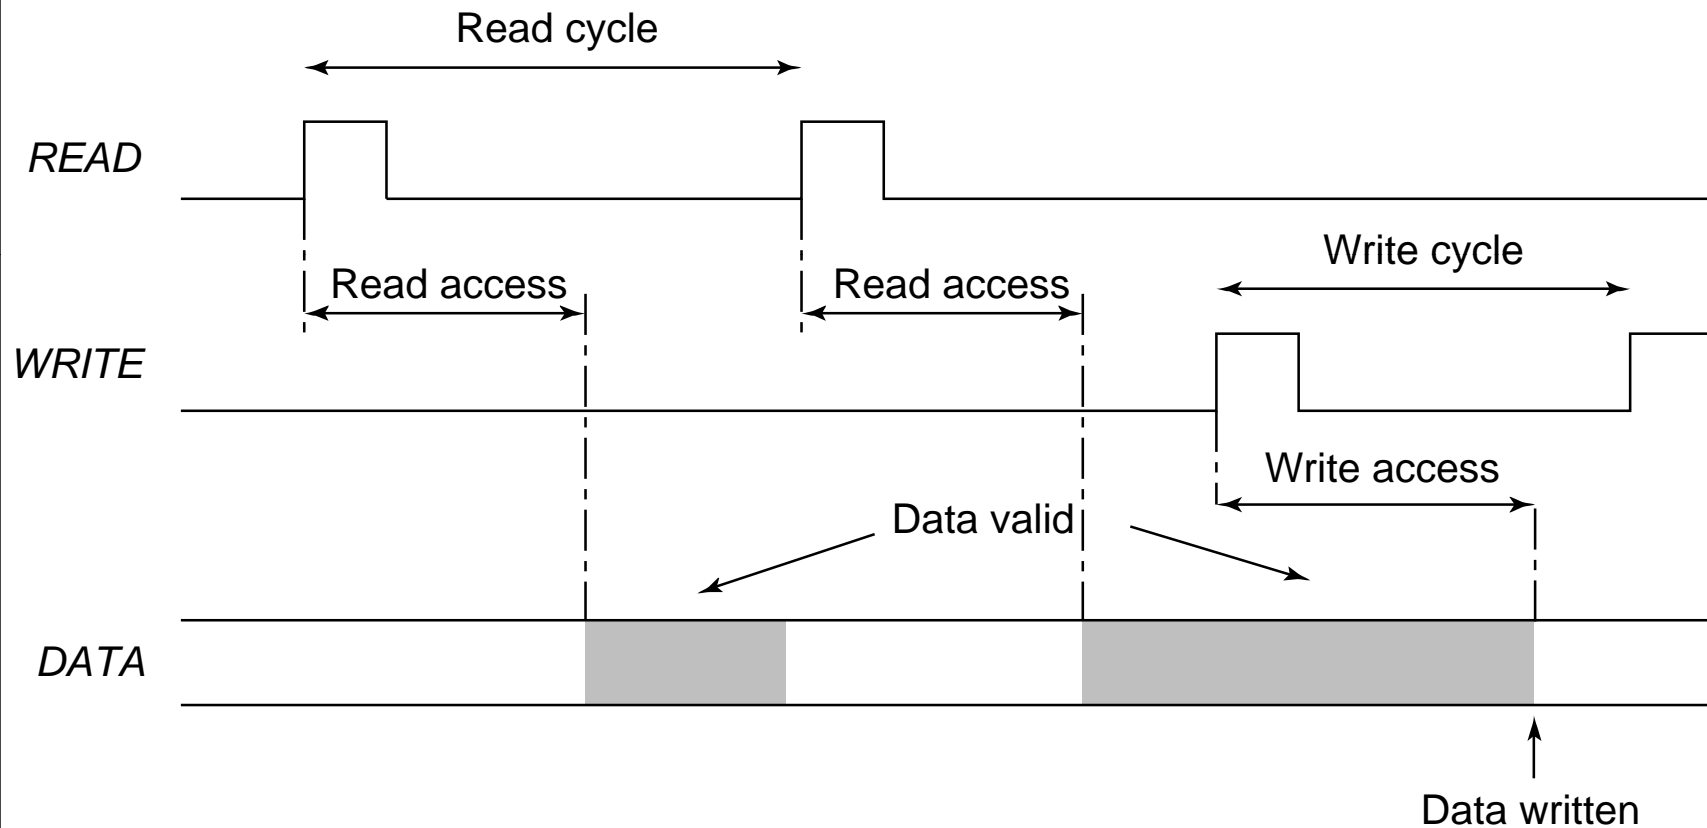 Read cycle
READ
Write cycle
Read access
Read access
WRITE
Write access
Data valid
DATA
Data written